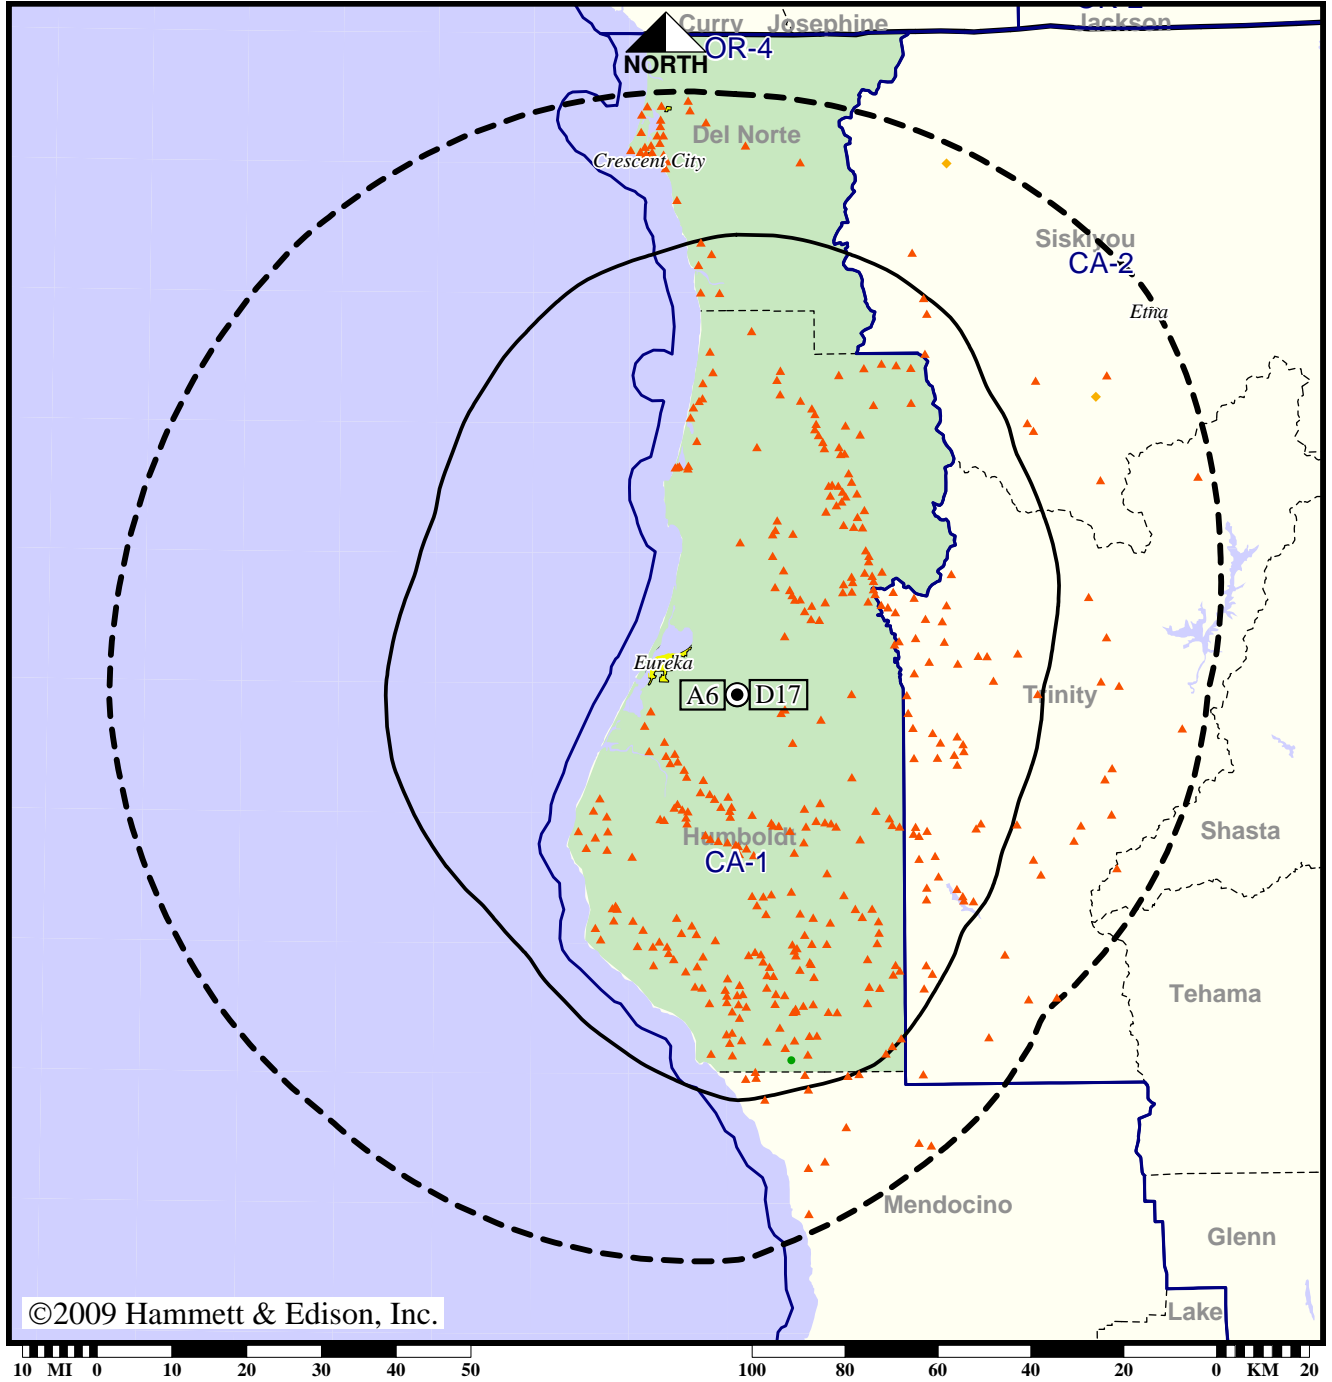 Curry Josephine Jackson
OR-4
NORTH
Del Norte
Crescent City
Siskiyou
CA-2
Etna
Eureka
A6 D17
Trinity
Shasta
Humboldt
CA-1
Tehama
Mendocino
Glenn
©2009 Hammett & Edison, Inc.
Lake
10 MI 0 10 20 30 40 50 100 80 60 40 20 0 KM 20